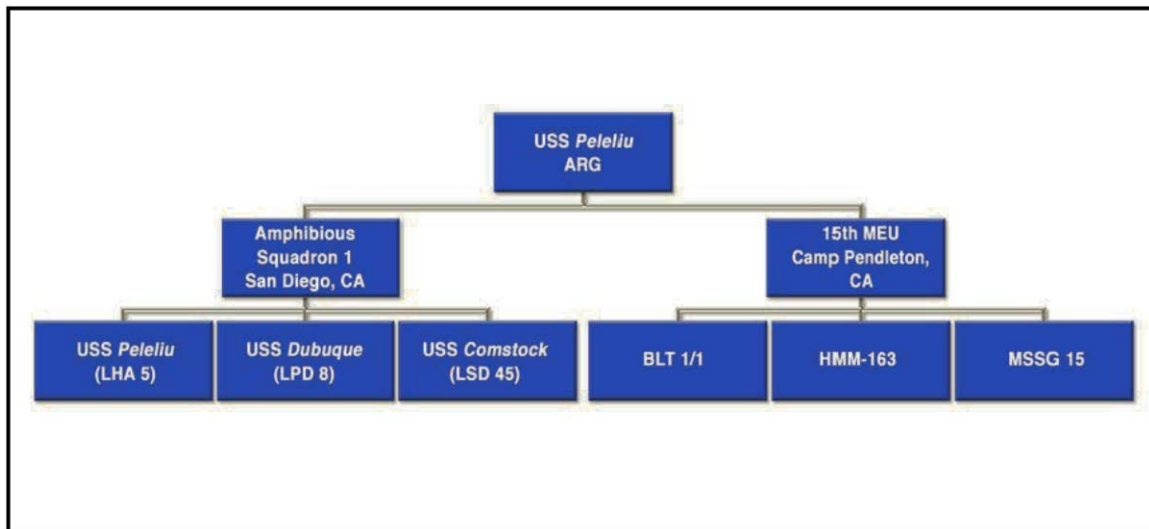 USS Peleliu
ARG
Amphibious
Squadron 1
San Diego, CA
15th MEU
Camp Pendleton,
CA
USS Peleliu
(LHA 5)
USS Dubuque
(LPD 8)
USS Comstock
(LSD 45)
BLT 1/1
HMM-163
MSSG 15